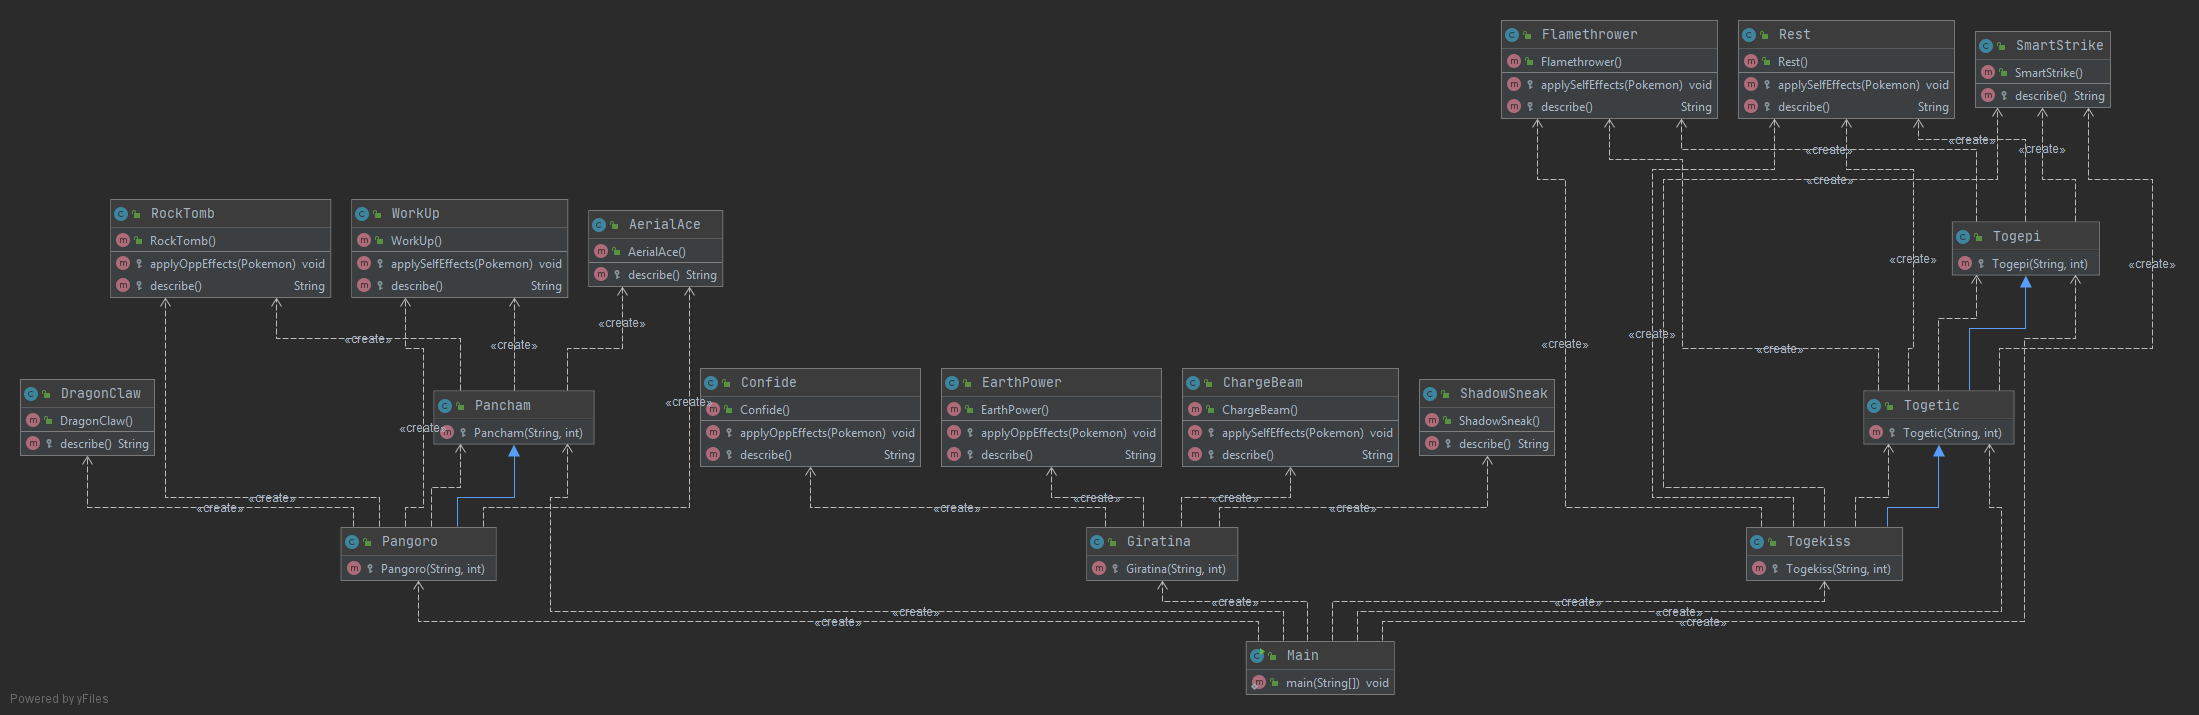 Flamethrower
Flamethrower()
applySelfEffects(Pokemon) void
describe() String
Rest
Rest()
applySelfEffects(Pokemon) void
describe() String
SmartStrike
SmartStrike()
describe() String
«create»
«create»
«create»
«create»
RockTomb
RockTomb()
applyOppEffects(Pokemon) void
describe() String
WorkUp
WorkUp()
applySelfEffects(Pokemon) void
describe() String
AerialAce
AerialAce()
describe() String
Togepi
Togepi(String, int)
«create»
«create»
«create»
«create»
«create»
«create»
«create»
«create»
«create»
DragonClaw
DragonClaw()
describe() String
Pancham
Pancham(String, int)
«create»
«create»
Confide
Confide()
applyOppEffects(Pokemon) void
describe() String
EarthPower
EarthPower()
applyOppEffects(Pokemon) void
describe() String
ChargeBeam
ChargeBeam()
applySelfEffects(Pokemon) void
describe() String
ShadowSneak
ShadowSneak()
describe() String
Togetic
Togetic(String, int)
«create»
«create»
«create»
«create»
«create»
«create»
Pangoro
Pangoro(String, int)
Giratina
Giratina(String, int)
Togekiss
Togekiss(String, int)
«create»
«create»
«create»
«create»
«create»
«create»
Main
main(String[]) void
Powered by yFiles